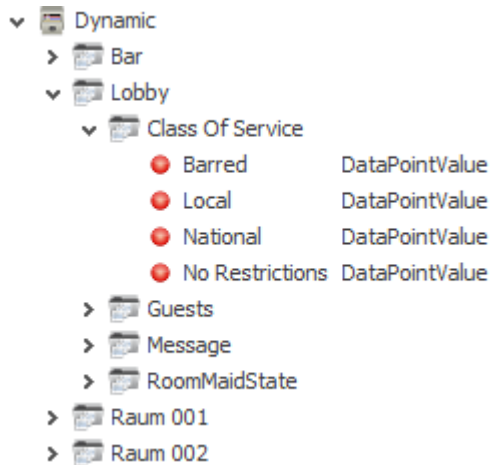 Dynamic
Bar
Lobby
Class Of Service
Barred DataPointValue
Local DataPointValue
National DataPointValue
No Restrictions DataPointValue
Guests
Message
RoomMaidState
Raum 001
Raum 002